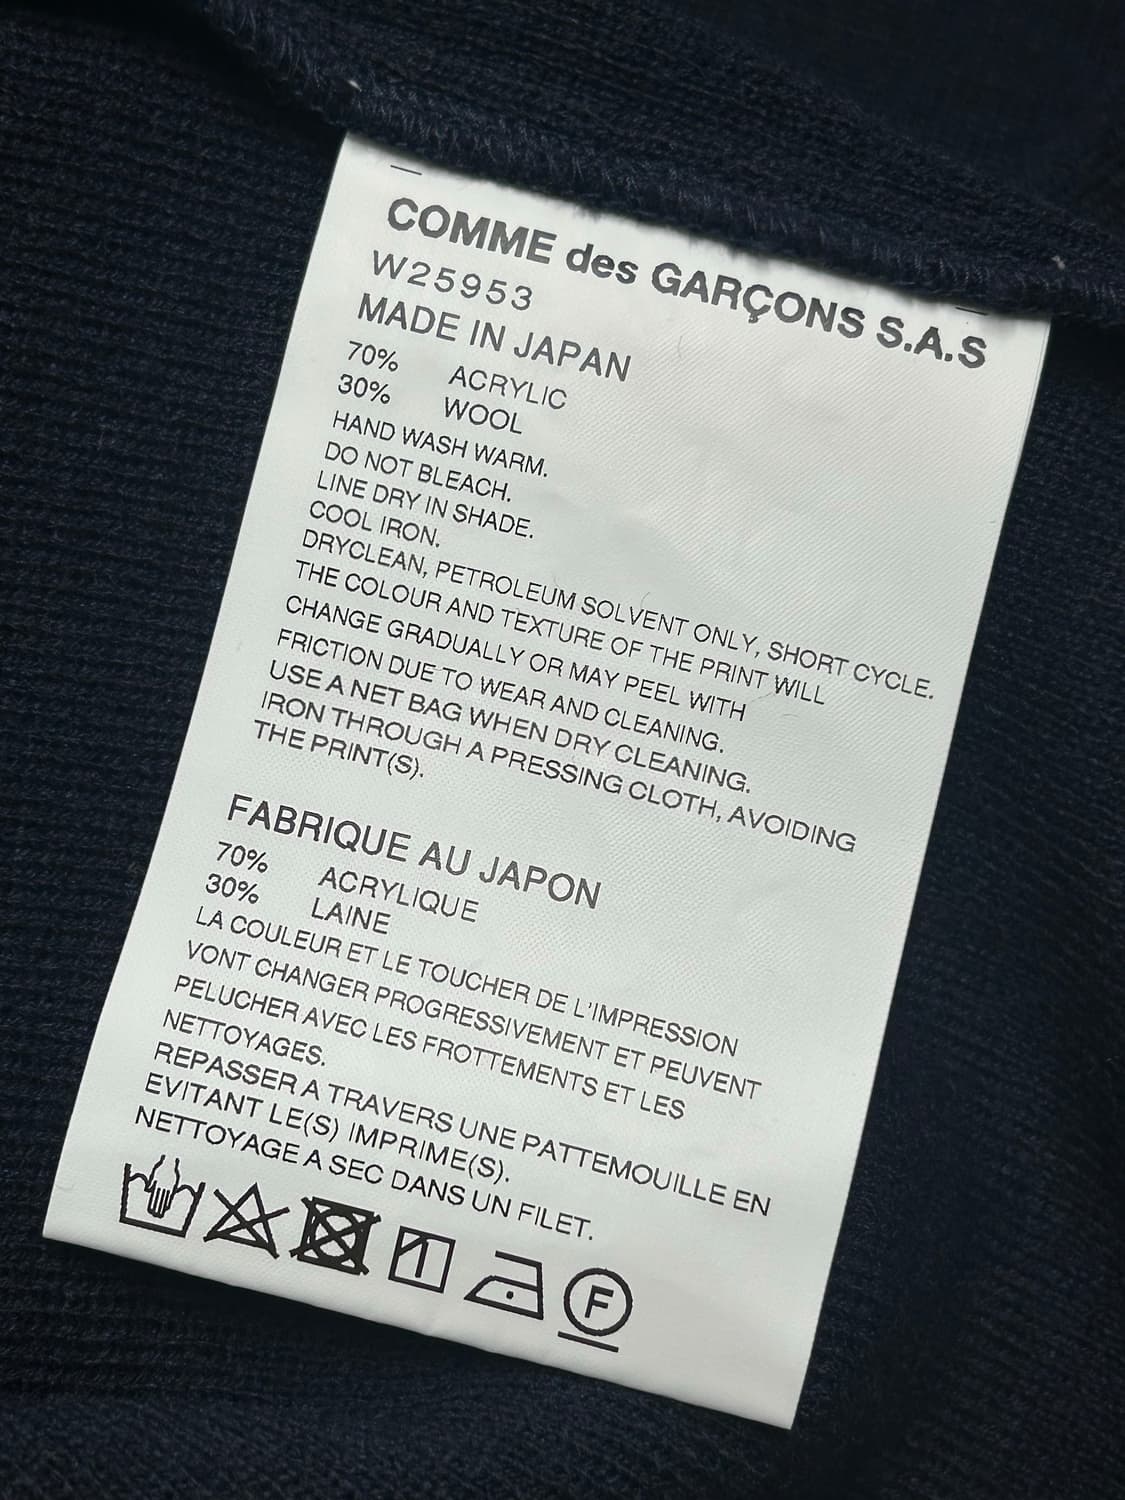 COMME des GARÇONS S.A.S
W25953
MADE IN JAPAN
70% ACRYLIC
30% WOOL
HAND WASH WARM.
DO NOT BLEACH.
LINE DRY IN SHADE.
COOL IRON.
DRYCLEAN, PETROLEUM SOLVENT ONLY, SHORT CYCLE.
THE COLOUR AND TEXTURE OF THE PRINT WILL
CHANGE GRADUALLY OR MAY PEEL WITH
FRICTION DUE TO WEAR AND CLEANING.
USE A NET BAG WHEN DRY CLEANING.
IRON THROUGH A PRESSING CLOTH, AVOIDING
THE PRINT(S).
FABRIQUE AU JAPON
70% ACRYLIQUE
30% LAINE
LA COULEUR ET LE TOUCHER DE L'IMPRESSION
VONT CHANGER PROGRESSIVEMENT ET PEUVENT
PELUCHER AVEC LES FROTTEMENTS ET LES
NETTOYAGES.
REPASSER A TRAVERS UNE PATTEMOUILLE EN
EVITANT LE(S) IMPRIME(S).
NETTOYAGE A SEC DANS UN FILET.
F